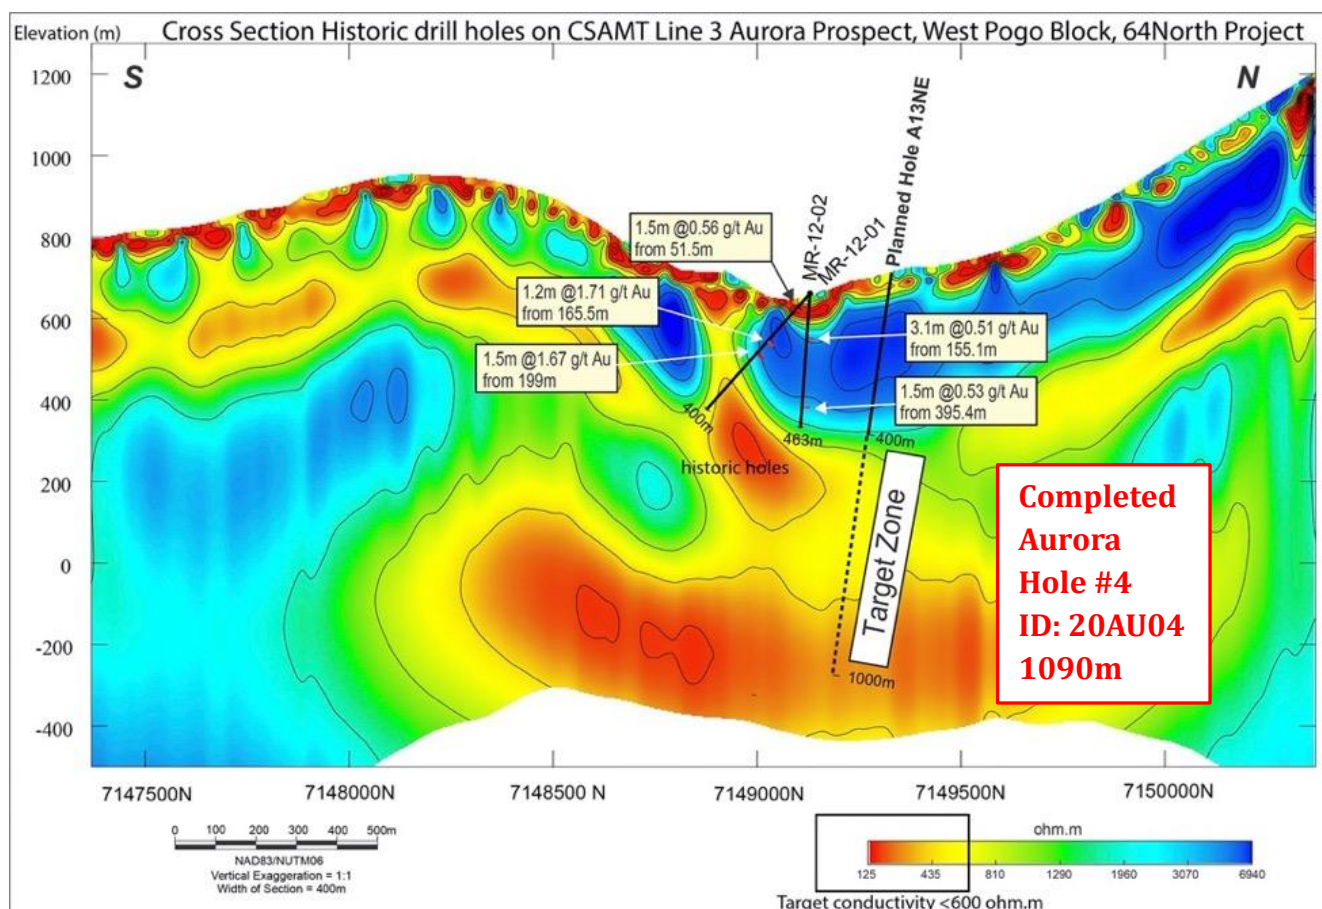 Cross Section Historic drill holes on CSAMT Line 3 Aurora Prospect, West Pogo Block, 64North Project
Elevation (m)
S
N
1200
1000
800
600
400
200
0
-200
-400
1.5m @0.56 g/t Au
from 51.5m
1.2m @1.71 g/t Au
from 165.5m
1.5m @1.67 g/t Au
from 199m
MR-12-02
MR-12-01
Planned Hole A13NE
3.1m @0.51 g/t Au
from 155.1m
1.5m @0.53 g/t Au
from 395.4m
400m
463m
400m
historic holes
Target Zone
1000m
Completed
Aurora
Hole #4
ID: 20AU04
1090m
7147500N
7148000N
7148500 N
7149000N
7149500N
7150000N
0 100 200 300 400 500m
NAD83/NUTM06
Vertical Exaggeration = 1:1
Width of Section = 400m
ohm.m
125 435 810 1290 1960 3070 6940
Target conductivity <600 ohm.m